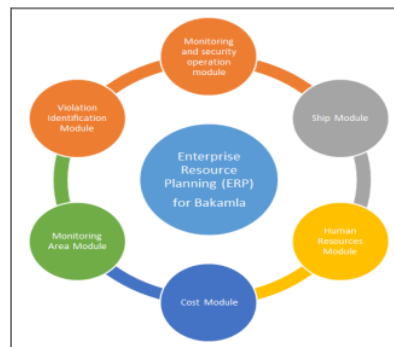 Monitoring
and security
operation
module
Violation
Identification
Module
Ship Module
Enterprise
Resource
Planning (ERP)
for Bakamla
Monitoring
Area Module
Human
Resources
Module
Cost Module